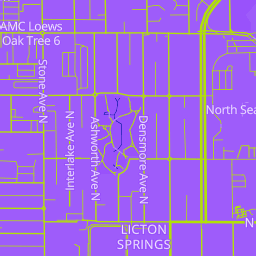 AMC Loews
Oak Tree 6
Stone Ave N
Interlake Ave N
Ashworth Ave N
Densmore Ave N
North Sea
LICTON
SPRINGS
N